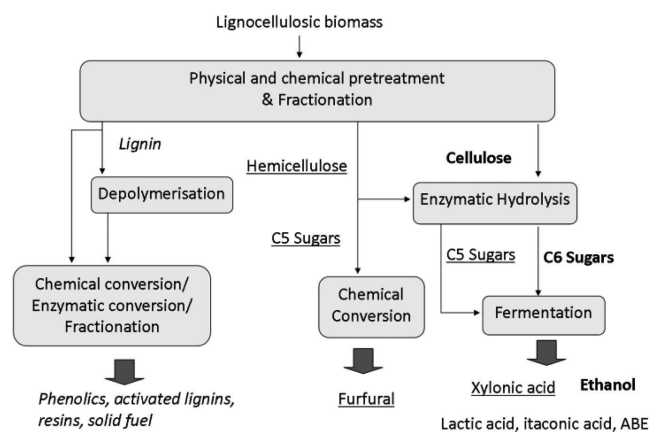 Lignocellulosic biomass
Physical and chemical pretreatment
& Fractionation
Lignin
Hemicellulose
Cellulose
Depolymerisation
Enzymatic Hydrolysis
C5 Sugars
C5 Sugars
C6 Sugars
Chemical conversion/
Enzymatic conversion/
Fractionation
Chemical
Conversion
Fermentation
Phenolics, activated lignins,
resins, solid fuel
Furfural
Xylonic acid
Ethanol
Lactic acid, itaconic acid, ABE